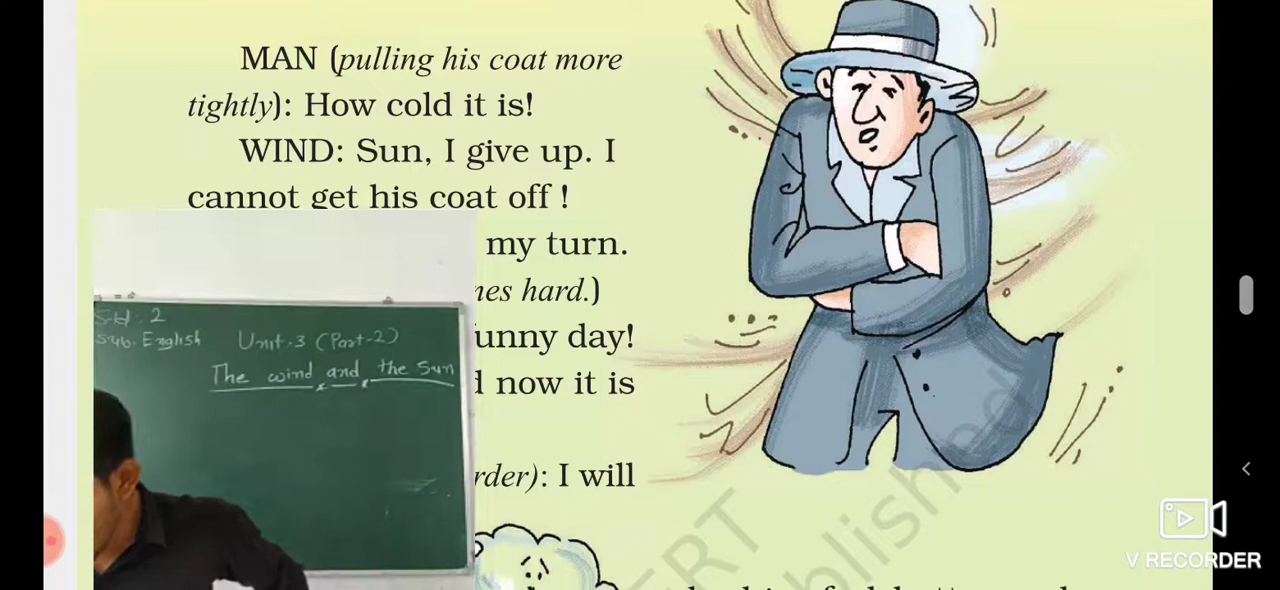 MAN (pulling his coat more
tightly): How cold it is!
WIND: Sun, I give up. I
cannot get his coat off !
my turn.
nes hard.)
unny day!
d now it is
rder): I will
Std. 2
Sub. English
Unit. 3 (Part-2)
The wind and the Sun
V RECORDER